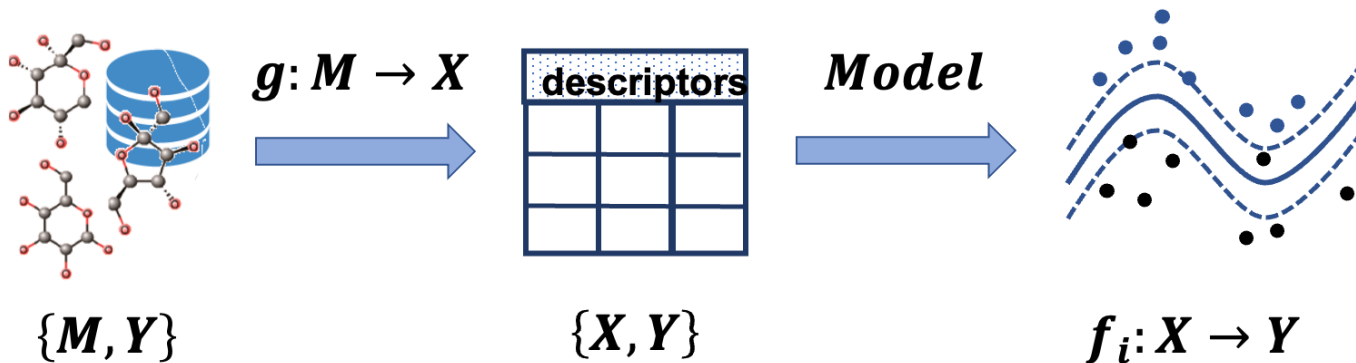 g: M → X
Model
descriptors
{M, Y}
{X, Y}
f_i: X → Y